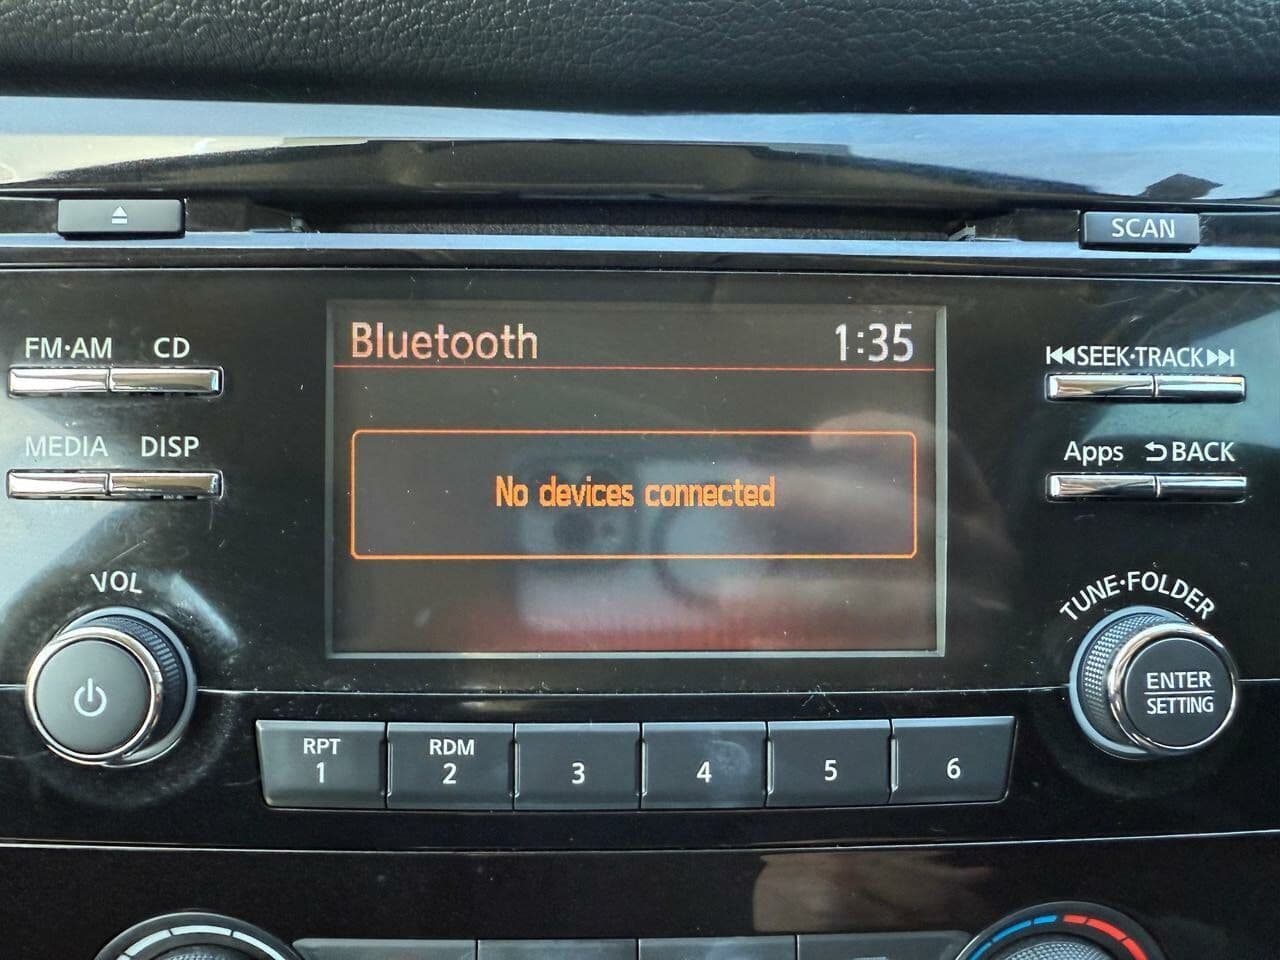 SCAN
FM·AM CD
MEDIA DISP
VOL
Bluetooth 1:35
No devices connected
SEEK·TRACK
Apps BACK
TUNE·FOLDER
ENTER
SETTING
RPT
1
RDM
2
3
4
5
6